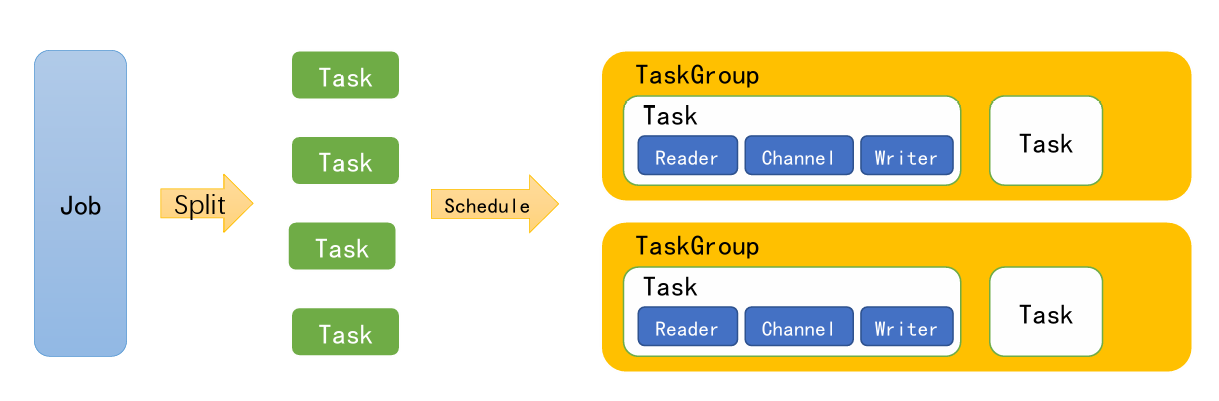 Job
Split
Task
Task
Task
Task
Schedule
TaskGroup
Task
Reader Channel Writer
Task
TaskGroup
Task
Reader Channel Writer
Task